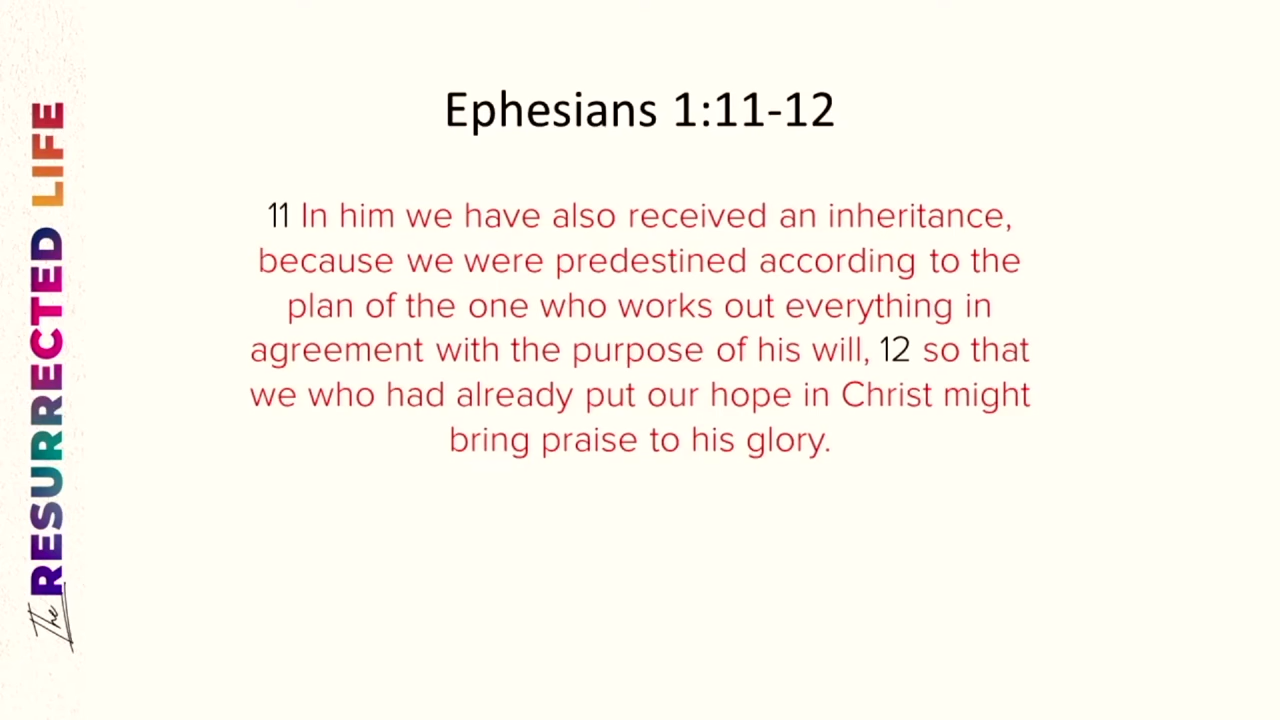 The RESURRECTED LIFE
Ephesians 1:11-12
11 In him we have also received an inheritance,
because we were predestined according to the
plan of the one who works out everything in
agreement with the purpose of his will, 12 so that
we who had already put our hope in Christ might
bring praise to his glory.